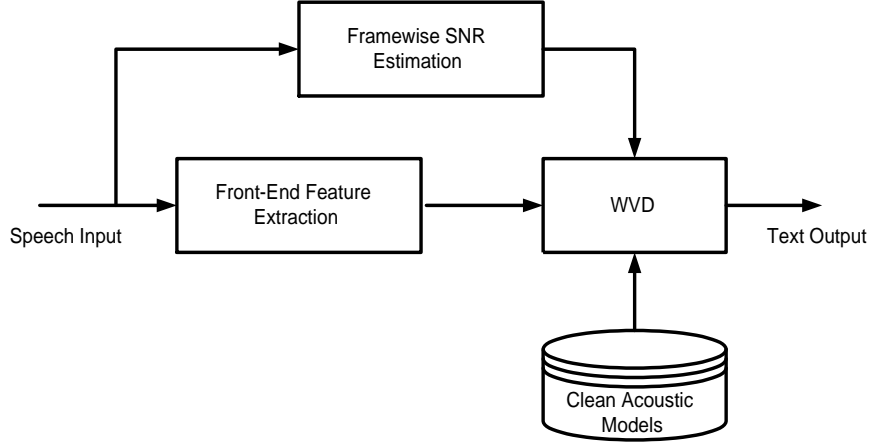 Framewise SNR
Estimation
Front-End Feature
Extraction
WVD
Speech Input
Text Output
Clean Acoustic
Models